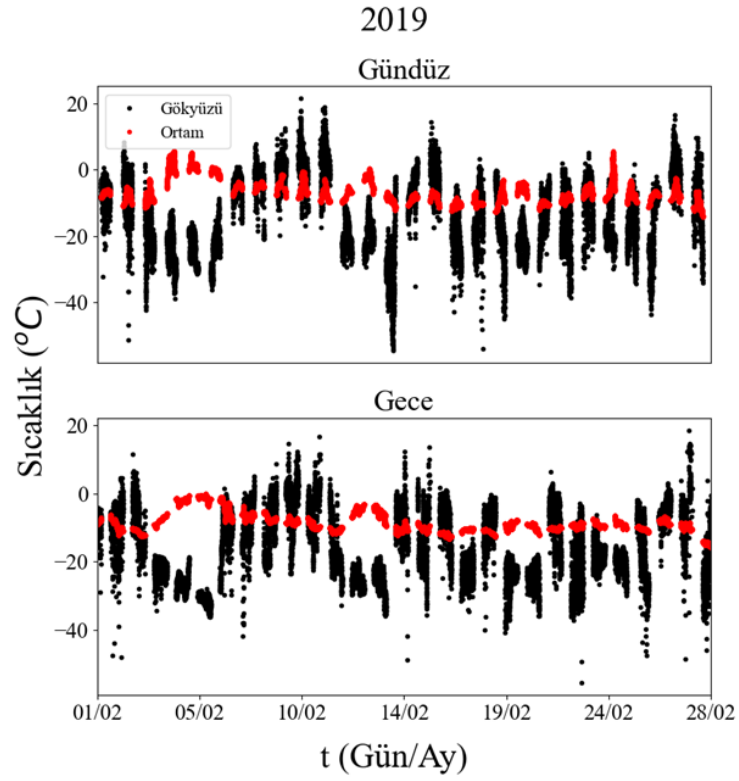 2019
Gündüz
Gökyüzü
Ortam
20
0
−20
−40
Sıcaklık (°C)
Gece
20
0
−20
−40
01/02 05/02 10/02 14/02 19/02 24/02 28/02
t (Gün/Ay)